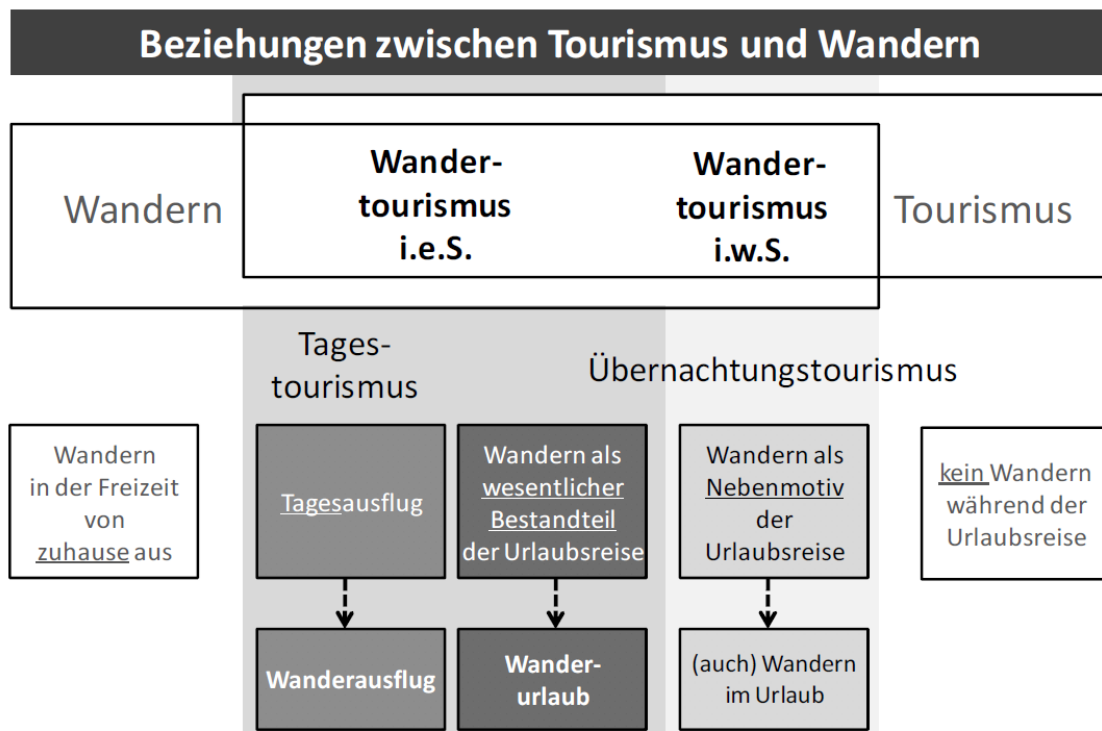 Beziehungen zwischen Tourismus und Wandern
Wandern
Wander-
tourismus
i.e.S.
Wander-
tourismus
i.w.S.
Tourismus
Tages-
tourismus
Übernachtungstourismus
Wandern
in der Freizeit
von
zuhause aus
Tagesausflug
Wandern als
wesentlicher
Bestandteil
der Urlaubsreise
Wandern als
Nebenmotiv
der
Urlaubsreise
kein Wandern
während der
Urlaubsreise
Wanderausflug
Wander-
urlaub
(auch) Wandern
im Urlaub